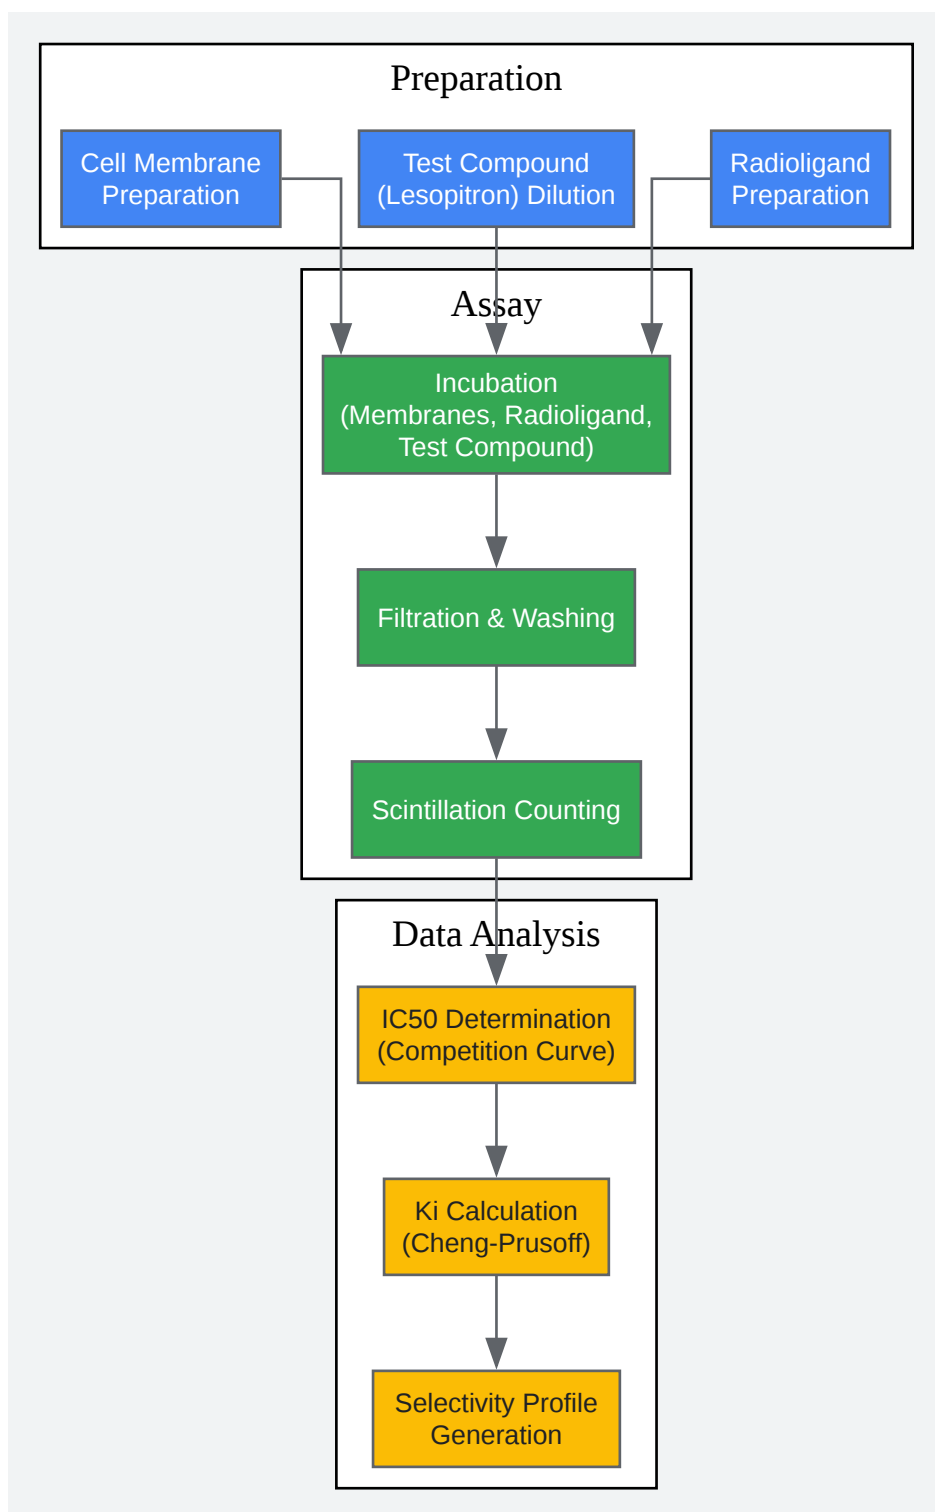 Preparation
Cell Membrane
Preparation
Test Compound
(Lesopitron) Dilution
Radioligand
Preparation
Assay
Incubation
(Membranes, Radioligand,
Test Compound)
Filtration & Washing
Scintillation Counting
Data Analysis
IC50 Determination
(Competition Curve)
Ki Calculation
(Cheng-Prusoff)
Selectivity Profile
Generation